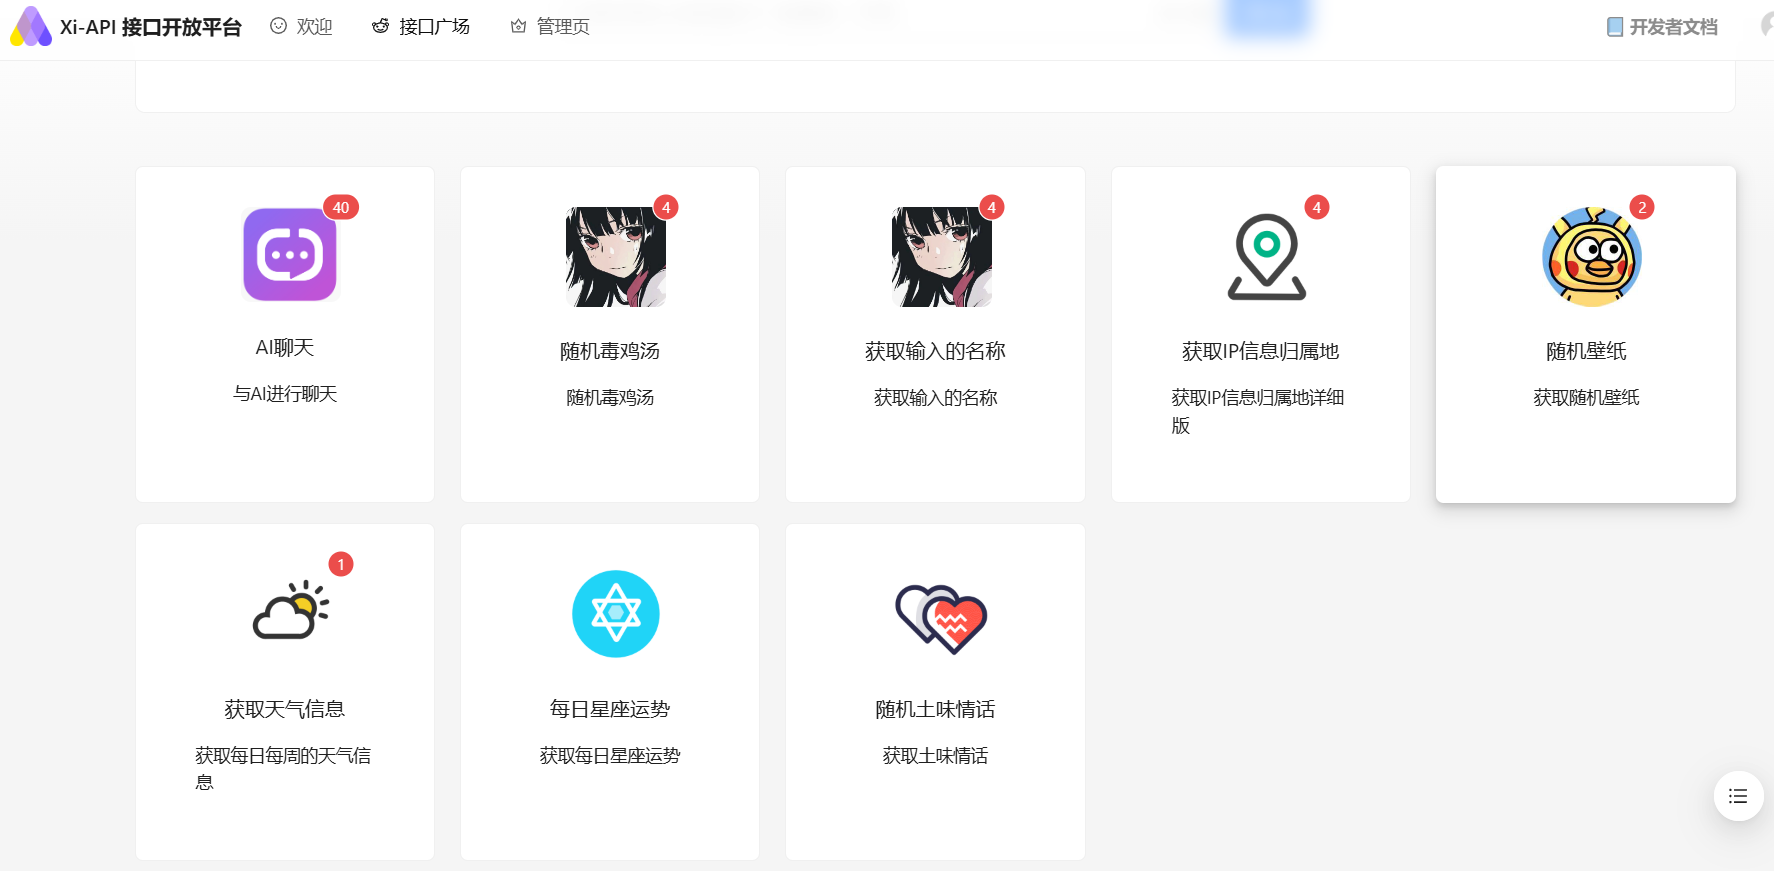 Xi-API 接口开放平台
欢迎
接口广场
管理页
开发者文档
40
AI聊天
与AI进行聊天
4
随机毒鸡汤
随机毒鸡汤
4
获取输入的名称
获取输入的名称
4
获取IP信息归属地
获取IP信息归属地详细
版
2
随机壁纸
获取随机壁纸
1
获取天气信息
获取每日每周的天气信
息
每日星座运势
获取每日星座运势
随机土味情话
获取土味情话